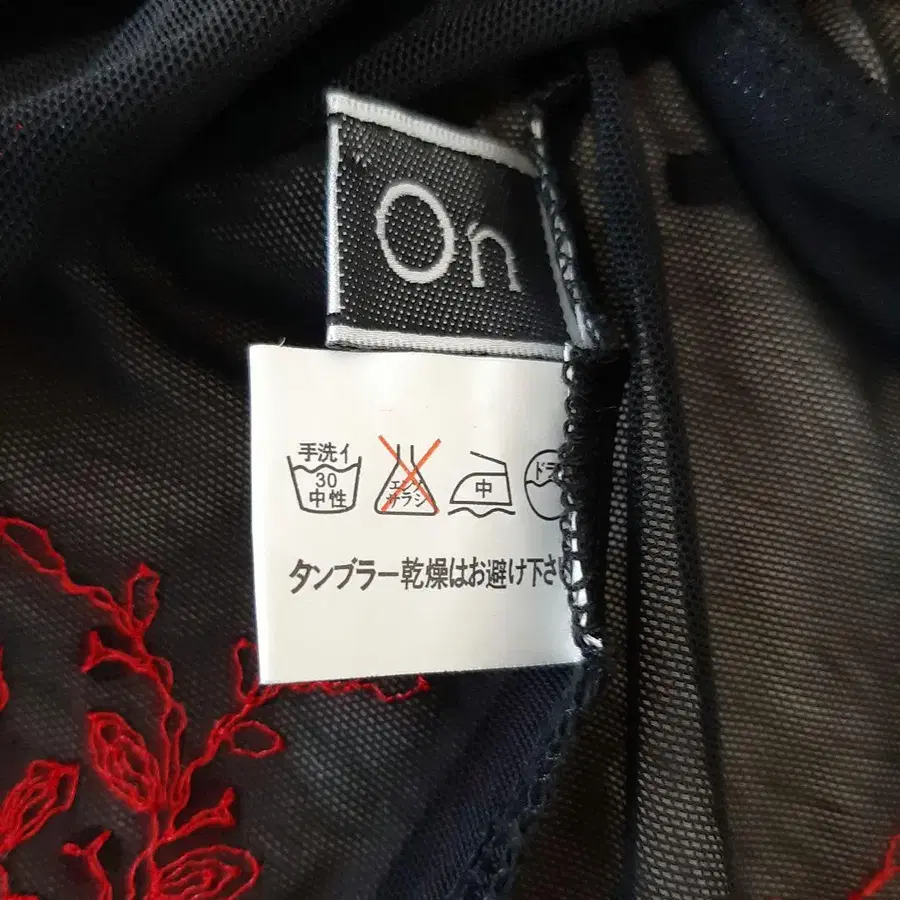 On
手洗イ
30
中性
エンソ
サラシ
中
ドラ
タンブラー乾燥はお避け下さ